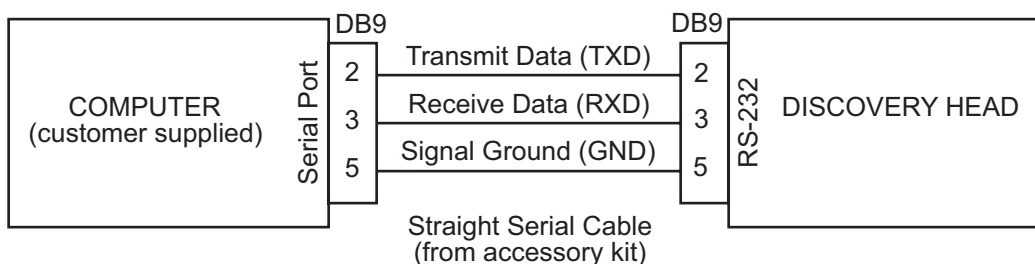 DB9
DB9
COMPUTER
(customer supplied)
Serial Port
2
Transmit Data (TXD)
2
3
Receive Data (RXD)
3
5
Signal Ground (GND)
5
RS-232
DISCOVERY HEAD
Straight Serial Cable
(from accessory kit)